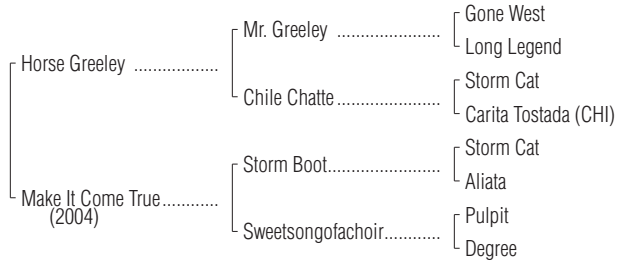 Gone West
Mr. Greeley ....................
Long Legend
Horse Greeley .................
Storm Cat
Chile Chatte ....................
Carita Tostada (CHI)
Storm Cat
Storm Boot......................
Aliata
Make It Come True...........
(2004)
Pulpit
Sweetsongofachoir...........
Degree